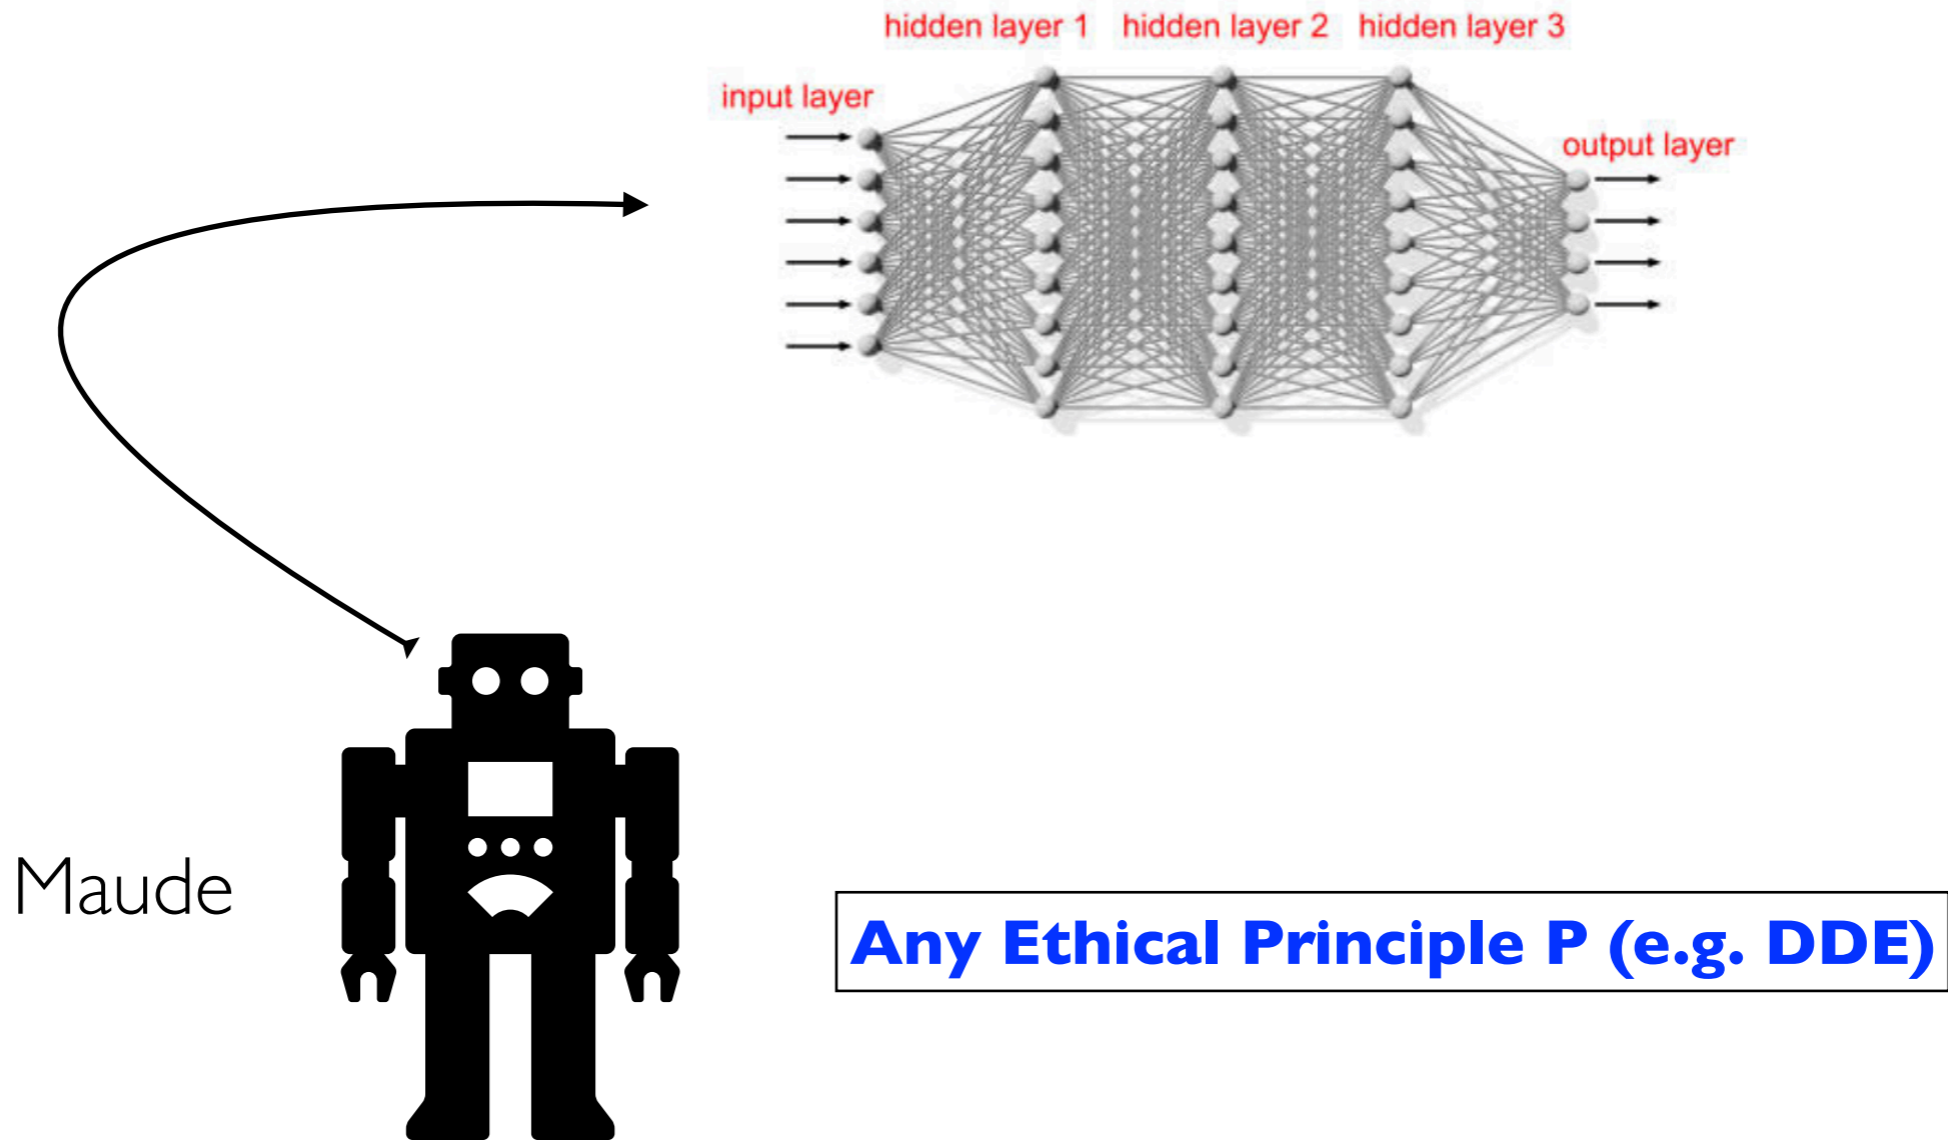 hidden layer 1 hidden layer 2 hidden layer 3
input layer
output layer
Maude
Any Ethical Principle P (e.g. DDE)